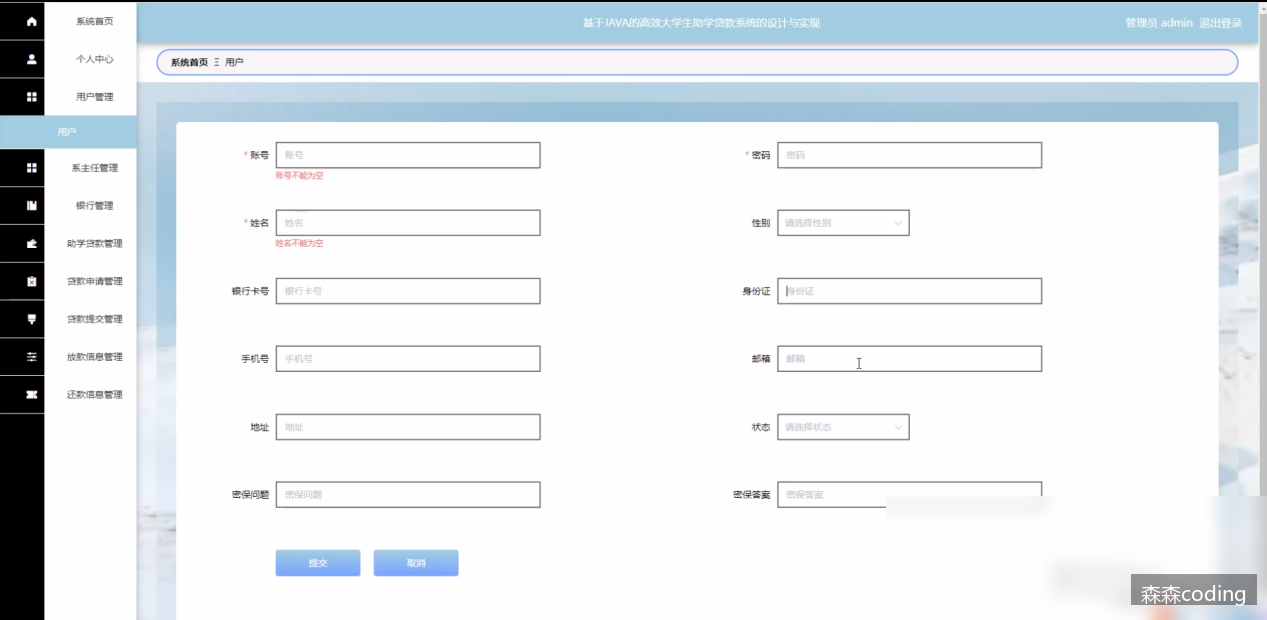 系统首页
基于JAVA的高效大学生助学贷款系统的设计与实现
管理员 admin 退出登录
个人中心
系统首页 Ξ 用户
用户管理
用户
系主任管理
银行管理
助学贷款管理
贷款申请管理
贷款提交管理
放款信息管理
还款信息管理
* 账号 账号
账号不能为空
* 密码 密码
* 姓名 姓名
姓名不能为空
性别 请选择性别
银行卡号 银行卡号
身份证 身份证
手机号 手机号
邮箱 邮箱
地址 地址
状态 请选择状态
密保问题 密保问题
密保答案 密保答案
提交 取消
森森coding